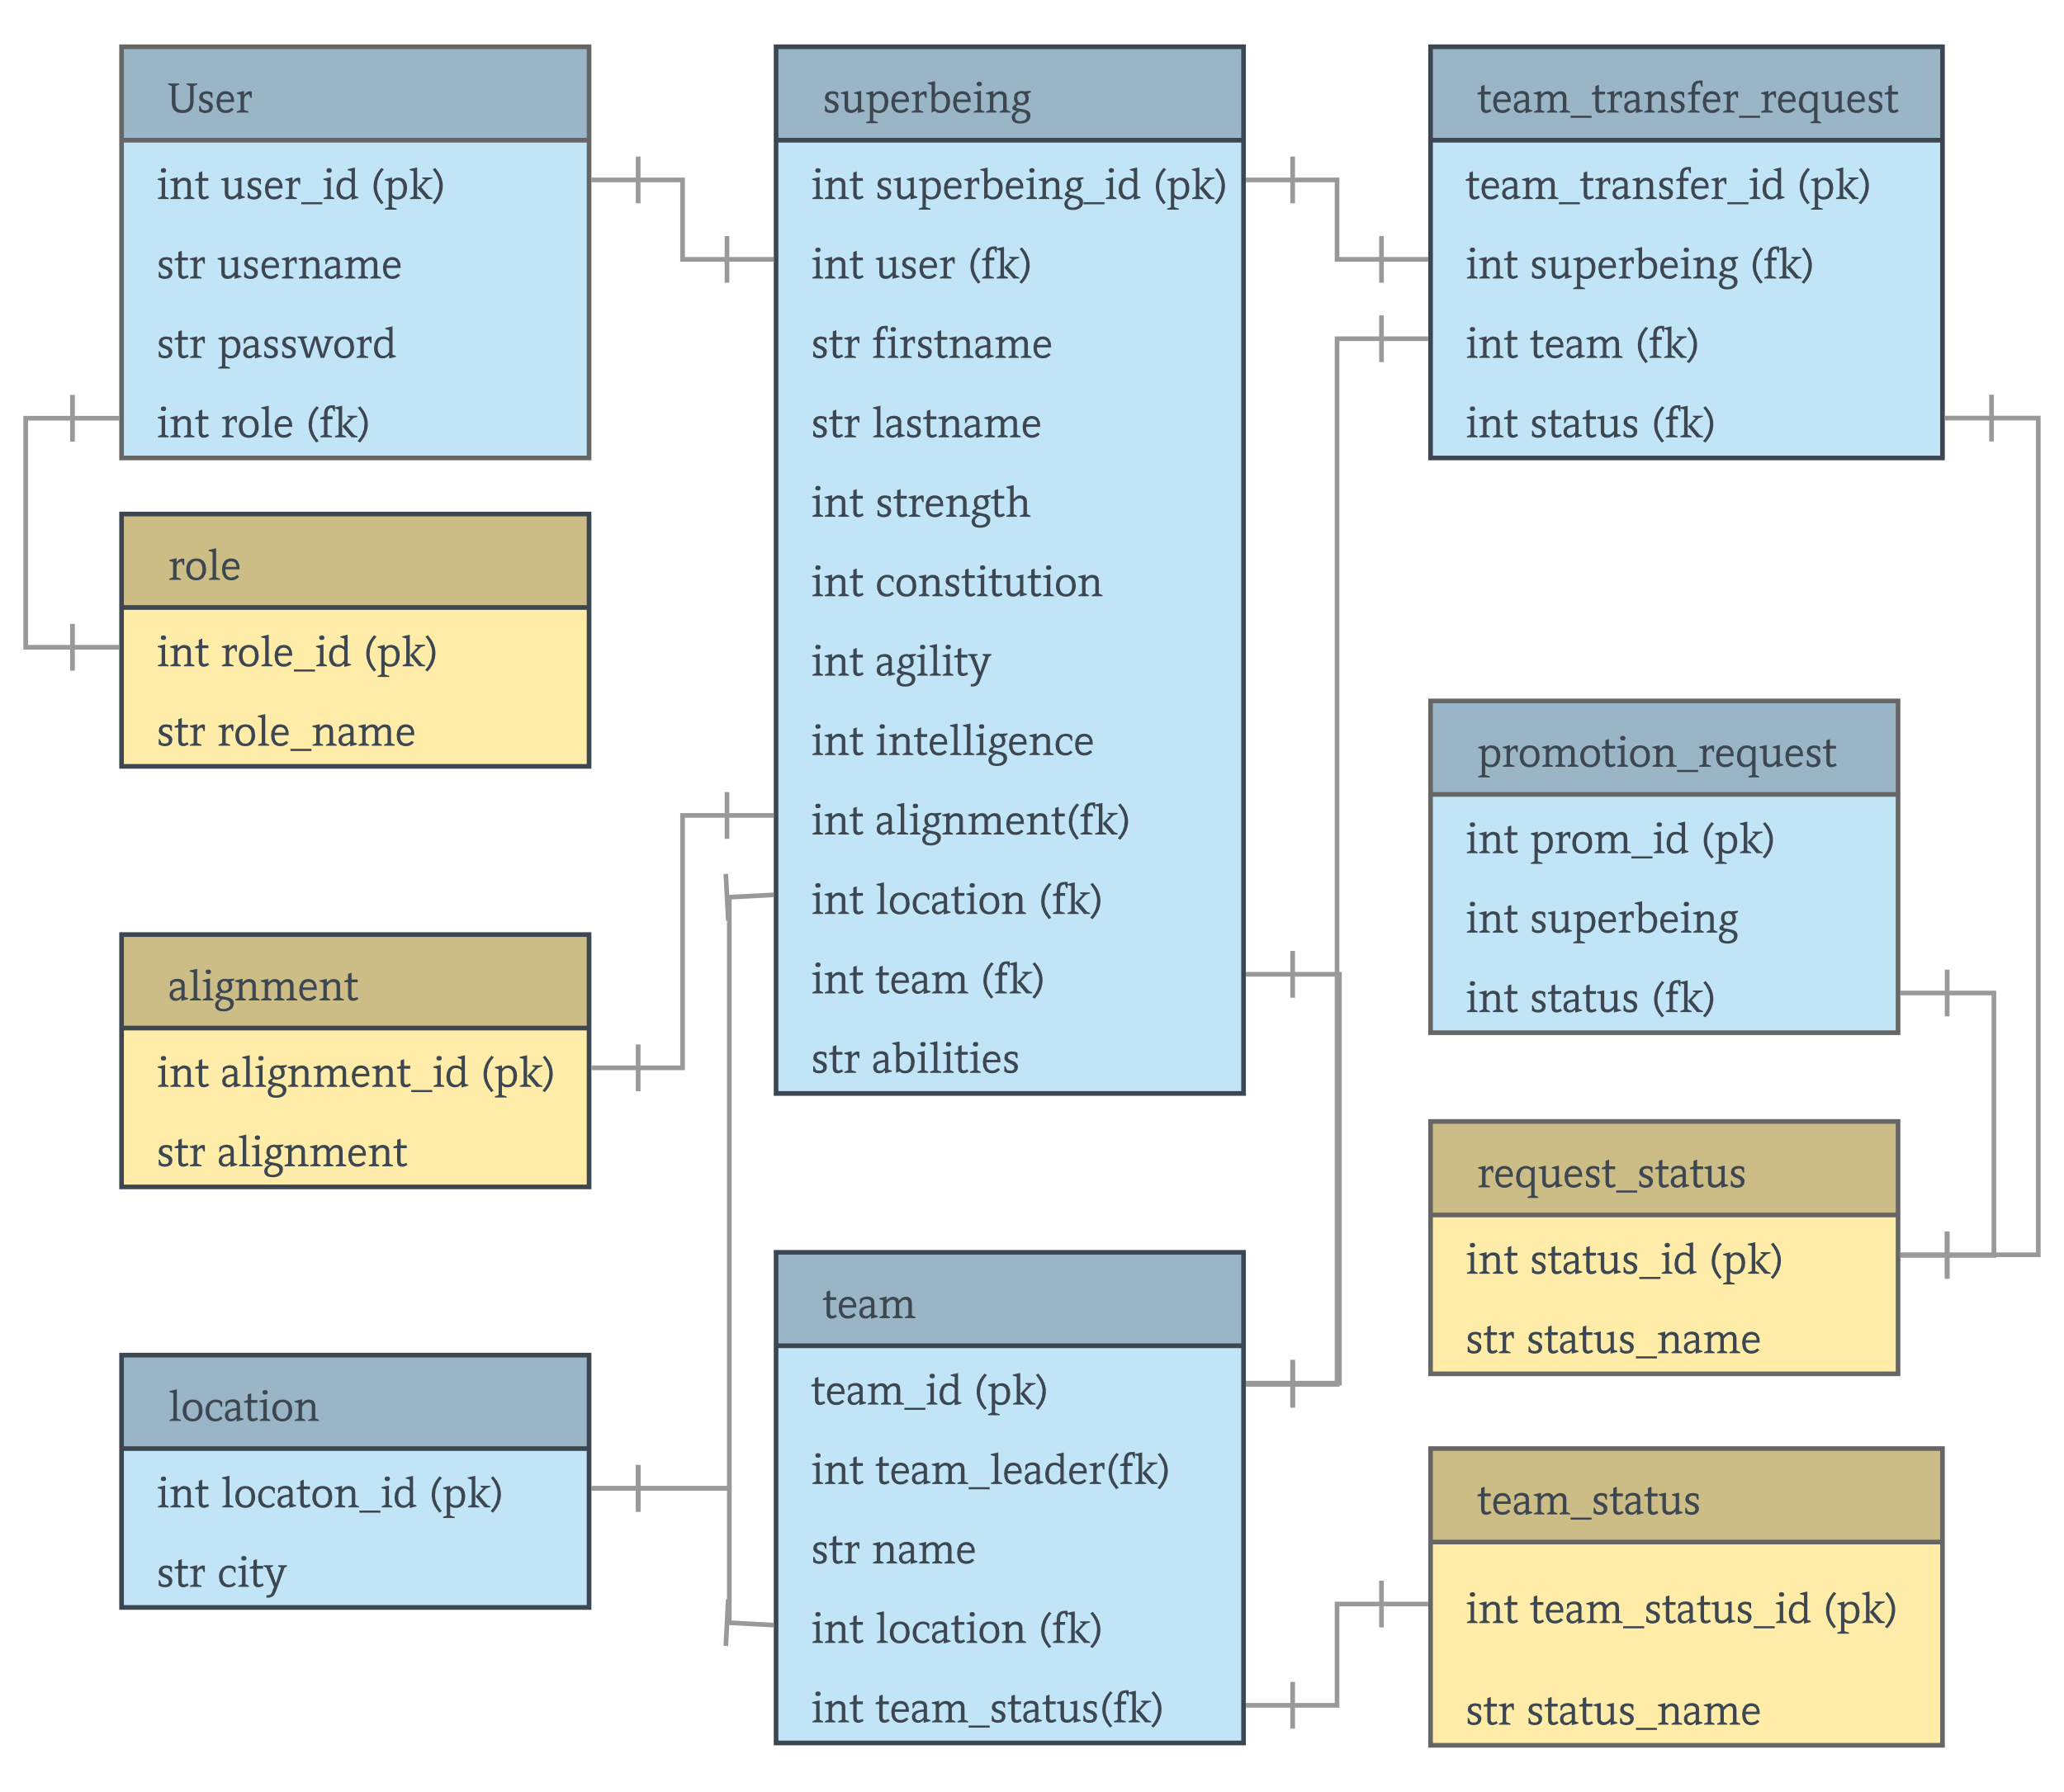 User
int user_id (pk)
str username
str password
int role (fk)
role
int role_id (pk)
str role_name
alignment
int alignment_id (pk)
str alignment
location
int locaton_id (pk)
str city
superbeing
int superbeing_id (pk)
int user (fk)
str firstname
str lastname
int strength
int constitution
int agility
int intelligence
int alignment(fk)
int location (fk)
int team (fk)
str abilities
team
team_id (pk)
int team_leader(fk)
str name
int location (fk)
int team_status(fk)
team_transfer_request
team_transfer_id (pk)
int superbeing (fk)
int team (fk)
int status (fk)
promotion_request
int prom_id (pk)
int superbeing
int status (fk)
request_status
int status_id (pk)
str status_name
team_status
int team_status_id (pk)
str status_name